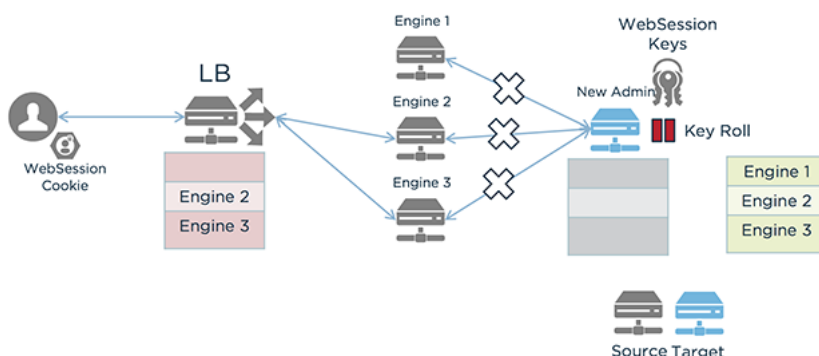 Engine 1
WebSession
Keys
LB
New Admin
Engine 2
Key Roll
WebSession
Cookie
Engine 2
Engine 3
Engine 3
Engine 1
Engine 2
Engine 3
Source Target